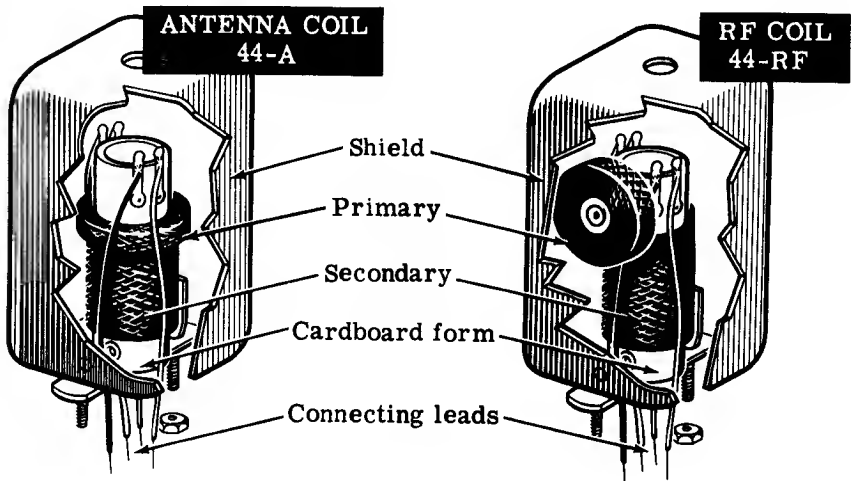 ANTENNA COIL
44-A
RF COIL
44-RF
Shield
Primary
Secondary
Cardboard form
Connecting leads